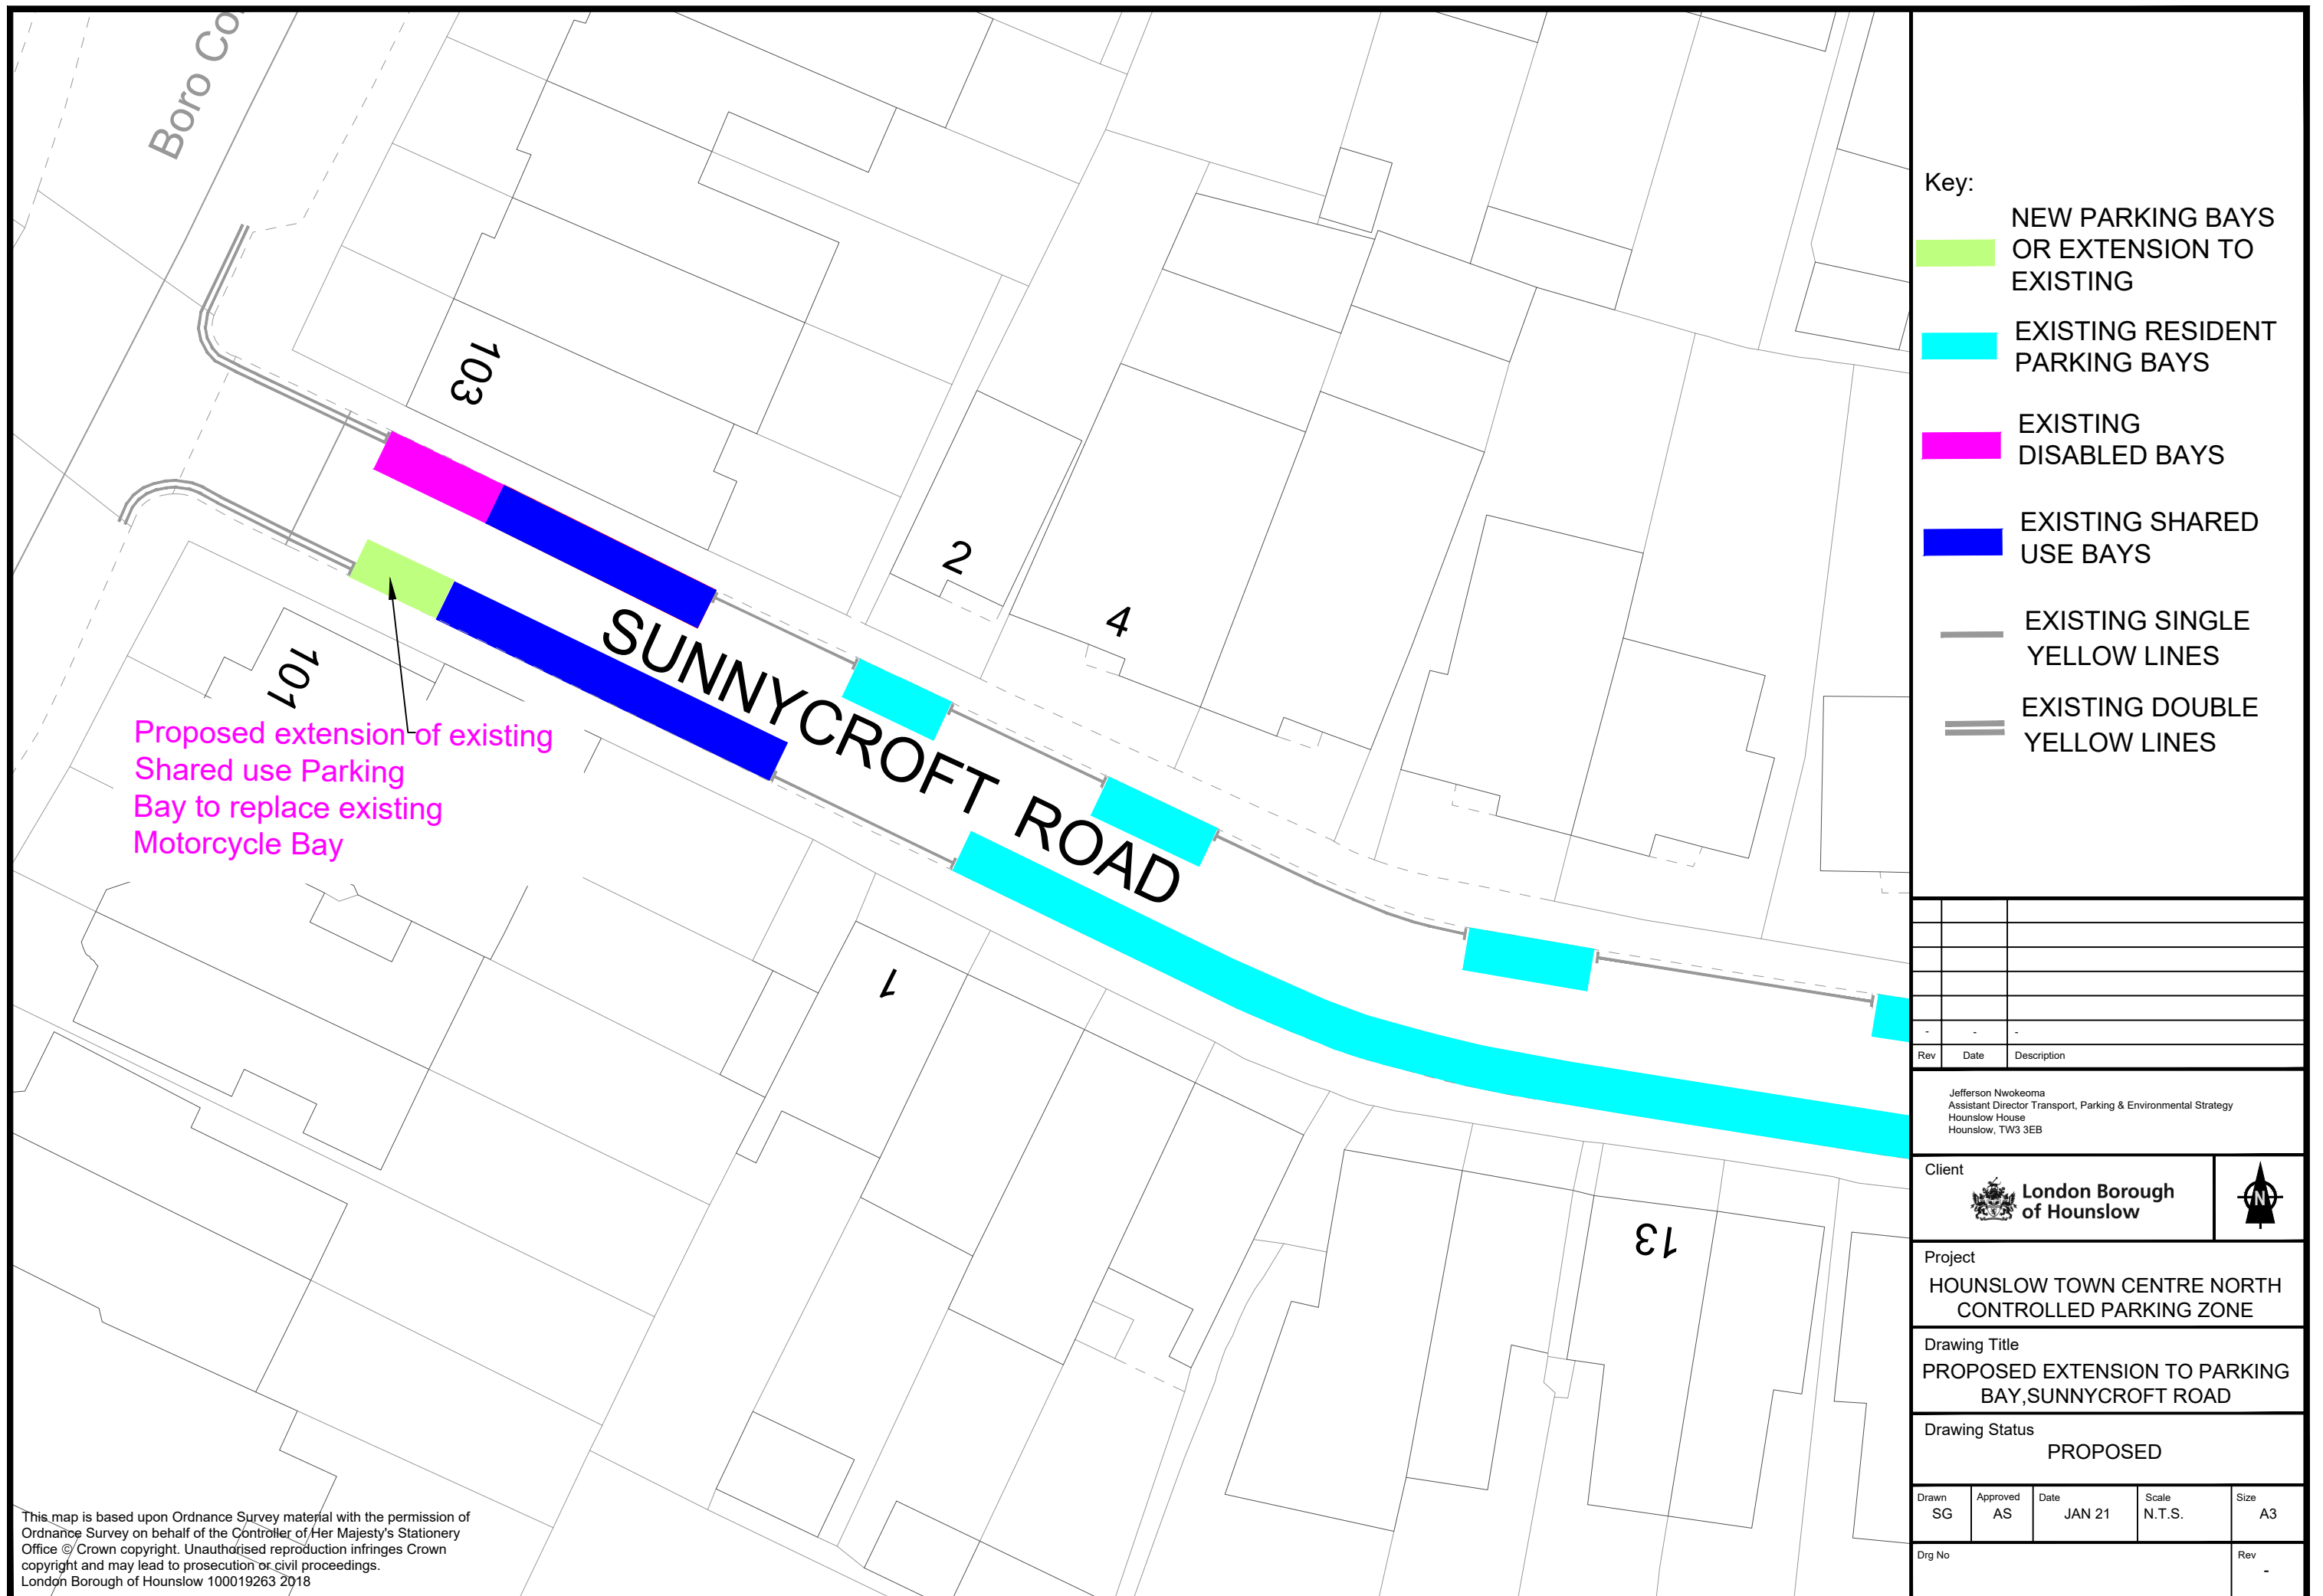 Boro Co
103
2
4
101
SUNNYCROFT ROAD
Proposed extension of existing
Shared use Parking
Bay to replace existing
Motorcycle Bay
1
13
This map is based upon Ordnance Survey material with the permission of
Ordnance Survey on behalf of the Controller of Her Majesty's Stationery
Office © Crown copyright. Unauthorised reproduction infringes Crown
copyright and may lead to prosecution or civil proceedings.
London Borough of Hounslow 100019263 2018
Key:
NEW PARKING BAYS
OR EXTENSION TO
EXISTING
EXISTING RESIDENT
PARKING BAYS
EXISTING
DISABLED BAYS
EXISTING SHARED
USE BAYS
EXISTING SINGLE
YELLOW LINES
EXISTING DOUBLE
YELLOW LINES
- - -
Rev Date Description
Jefferson Nwokeoma
Assistant Director Transport, Parking & Environmental Strategy
Hounslow House
Hounslow, TW3 3EB
Client
London Borough
of Hounslow
N
Project
HOUNSLOW TOWN CENTRE NORTH
CONTROLLED PARKING ZONE
Drawing Title
PROPOSED EXTENSION TO PARKING
BAY,SUNNYCROFT ROAD
Drawing Status
PROPOSED
Drawn Approved Date Scale Size
SG AS JAN 21 N.T.S. A3
Drg No Rev
-